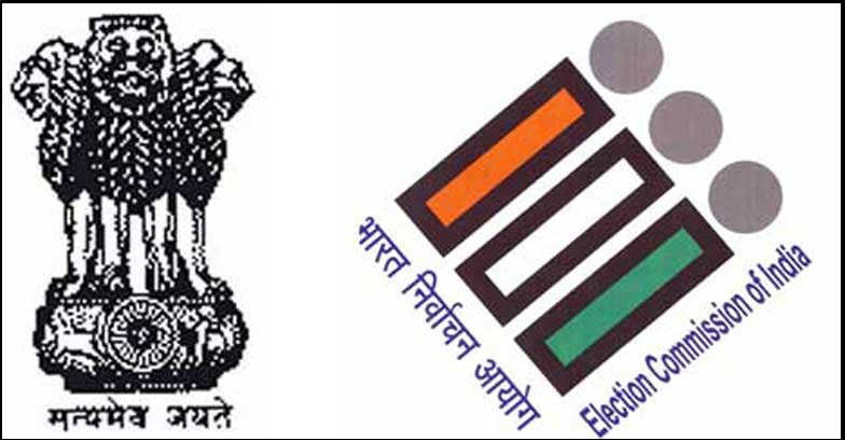 सत्यमेव जयते
भारत निर्वाचन आयोग
Election Commission of India